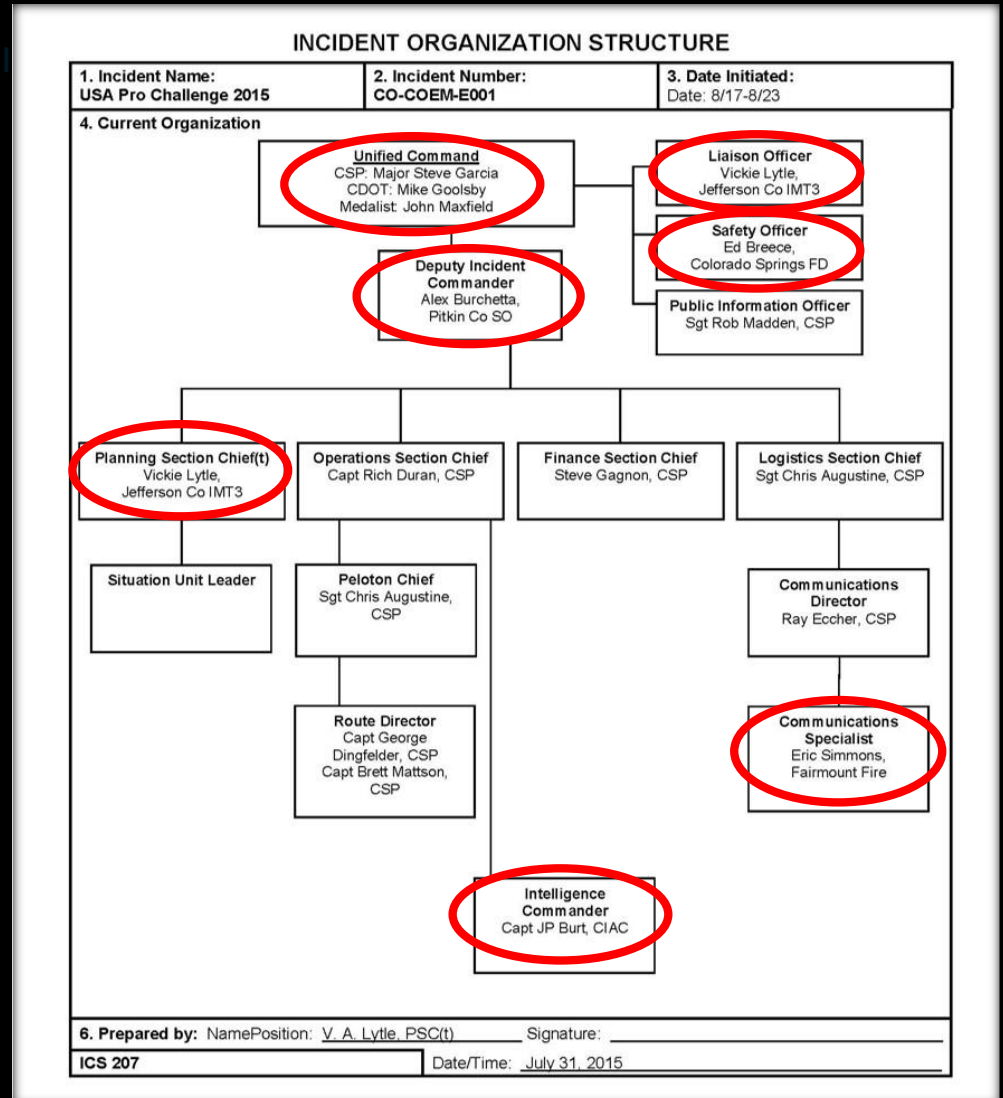 INCIDENT ORGANIZATION STRUCTURE
1. Incident Name:
USA Pro Challenge 2015
2. Incident Number:
CO-COEM-E001
3. Date Initiated:
Date: 8/17-8/23
4. Current Organization
Unified Command
CSP: Major Steve Garcia
CDOT: Mike Goolsby
Medalist: John Maxfield
Liaison Officer
Vickie Lytle,
Jefferson Co IMT3
Safety Officer
Ed Breece,
Colorado Springs FD
Public Information Officer
Sgt Rob Madden, CSP
Deputy Incident
Commander
Alex Burchetta,
Pitkin Co SO
Planning Section Chief(t)
Vickie Lytle,
Jefferson Co IMT3
Operations Section Chief
Capt Rich Duran, CSP
Finance Section Chief
Steve Gagnon, CSP
Logistics Section Chief
Sgt Chris Augustine, CSP
Situation Unit Leader
Peloton Chief
Sgt Chris Augustine,
CSP
Communications
Director
Ray Eccher, CSP
Route Director
Capt George
Dingfelder, CSP
Capt Brett Mattson,
CSP
Communications
Specialist
Eric Simmons,
Fairmount Fire
Intelligence
Commander
Capt JP Burt, CIAC
6. Prepared by: NamePosition: V. A. Lytle, PSC(t) Signature:
ICS 207
Date/Time: July 31, 2015